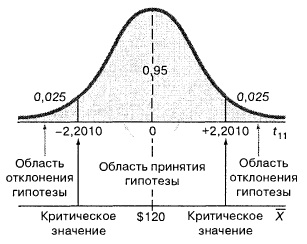 0,95
0,025
0,025
–2,2010
0
+2,2010
t11
Область
отклонения
гипотезы
Область принятия
гипотезы
Область
отклонения
гипотезы
Критическое
значение
$120
Критическое
значение
X̅